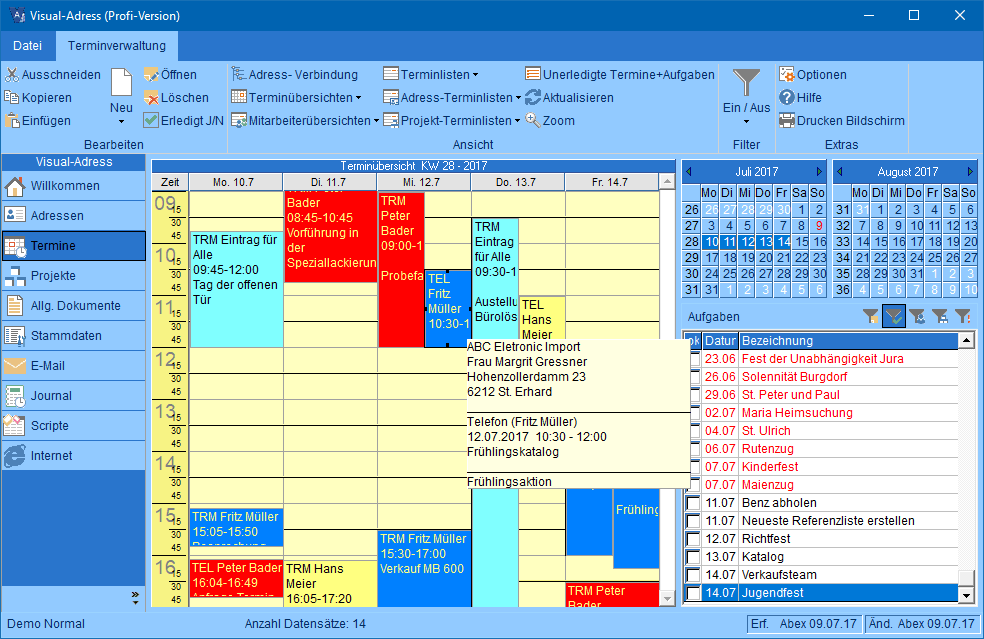 Visual-Adress (Profi-Version)
Datei
Terminverwaltung
Ausschneiden
Kopieren
Einfügen
Neu
Öffnen
Löschen
Erledigt J/N
Bearbeiten
Adress- Verbindung
Terminübersichten
Mitarbeiterübersichten
Terminlisten
Adress-Terminlisten
Projekt-Terminlisten
Unerledigte Termine+Aufgaben
Aktualisieren
Zoom
Ansicht
Ein / Aus
Filter
Optionen
Hilfe
Drucken Bildschirm
Extras
Visual-Adress
Willkommen
Adressen
Termine
Projekte
Allg. Dokumente
Stammdaten
E-Mail
Journal
Scripte
Internet
Terminübersicht KW 28 - 2017
Zeit
Mo. 10.7
Di. 11.7
Mi. 12.7
Do. 13.7
Fr. 14.7
09 15
30
45
10 15
30
45
11 15
30
45
12 15
30
45
13 15
30
45
14 15
30
45
15 15
30
45
16 15
30
45
TRM Eintrag für
Alle
09:45-12:00
Tag der offenen
Tür
TRM Fritz Müller
15:05-15:50
TEL Peter Bader
16:04-16:49
Bader
08:45-10:45
Vorführung in
der
Speziallackierun
TRM Hans
Meier
16:05-17:20
TRM
Peter
Bader
09:00-1
Probefa
TEL
Fritz
Müller
10:30-1
TRM Fritz Müller
15:30-17:00
Verkauf MB 600
TRM
Eintrag
für Alle
09:30-1
Austellu
Bürolös
TEL
Hans
Meier
ABC Eletronic Import
Frau Margrit Gressner
Hohenzollerdamm 23
6212 St. Erhard
Telefon (Fritz Müller)
12.07.2017 10:30 - 12:00
Frühlingskatalog
Frühlingsaktion
Frühling
TRM Peter
Bader
Juli 2017
Mo Di Mi Do Fr Sa So
26 26 27 28 29 30 1 2
27 3 4 5 6 7 8 9
28 10 11 12 13 14 15 16
29 17 18 19 20 21 22 23
30 24 25 26 27 28 29 30
31 31 1 2 3 4 5 6
August 2017
Mo Di Mi Do Fr Sa So
31 31 1 2 3 4 5 6
32 7 8 9 10 11 12 13
33 14 15 16 17 18 19 20
34 21 22 23 24 25 26 27
35 28 29 30 31 1 2 3
36 4 5 6 7 8 9 10
Aufgaben
ok Datum Bezeichnung
23.06 Fest der Unabhängigkeit Jura
26.06 Solennität Burgdorf
29.06 St. Peter und Paul
02.07 Maria Heimsuchung
04.07 St. Ulrich
06.07 Rutenzug
07.07 Kinderfest
07.07 Maienzug
11.07 Benz abholen
11.07 Neueste Referenzliste erstellen
12.07 Richtfest
13.07 Katalog
14.07 Verkaufsteam
14.07 Jugendfest
Demo Normal
Anzahl Datensätze: 14
Erf. Abex 09.07.17
Änd. Abex 09.07.17